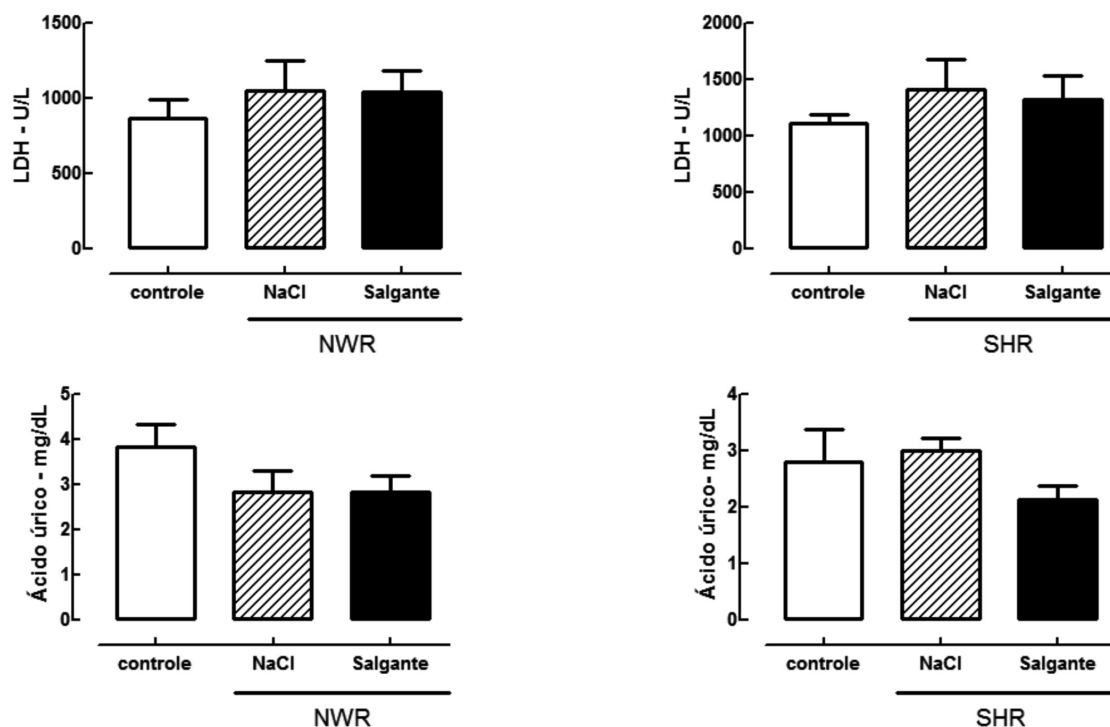 1500
1000
500
0
LDH - U/L
controle NaCl Salgante
NWR
2000
1500
1000
500
0
LDH - U/L
controle NaCl Salgante
SHR
5
4
3
2
1
0
Ácido úrico - mg/dL
controle NaCl Salgante
NWR
4
3
2
1
0
Ácido úrico- mg/dL
controle NaCl Salgante
SHR